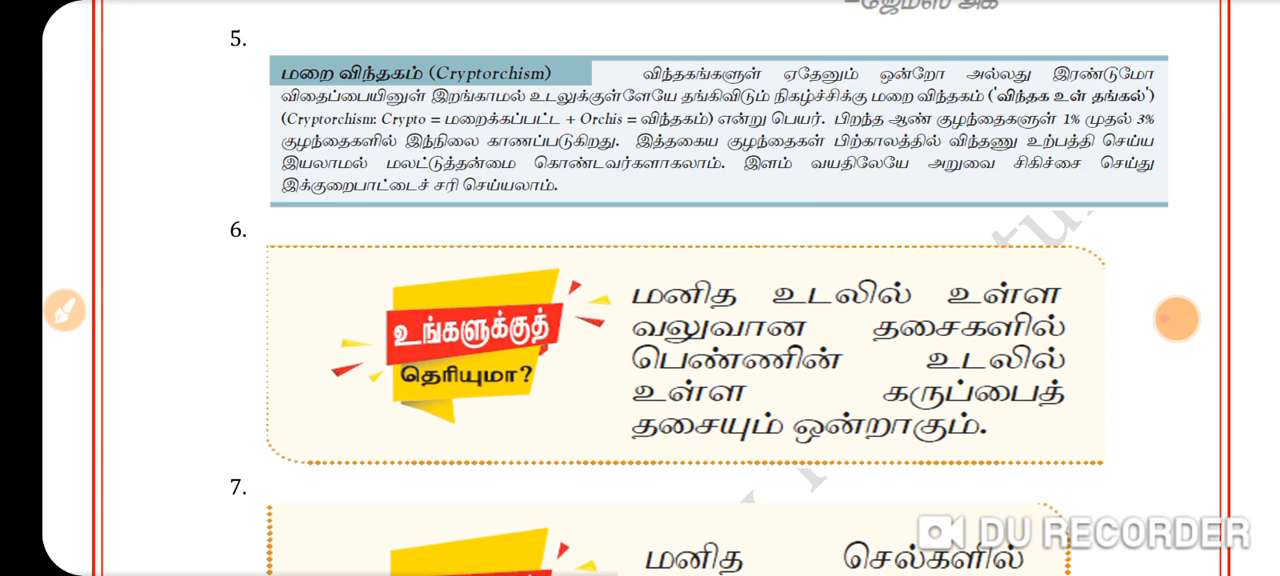 –ஜேம்ஸ் அக்
5.
மறை விந்தகம் (Cryptorchism) விந்தகங்களுள் ஏதேனும் ஒன்றோ அல்லது இரண்டுமோ
விதைப்பையினுள் இறங்காமல் உடலுக்குள்ளேயே தங்கிவிடும் நிகழ்ச்சிக்கு மறை விந்தகம் ('விந்தக உள் தங்கல்')
(Cryptorchism: Crypto = மறைக்கப்பட்ட + Orchis = விந்தகம்) என்று பெயர். பிறந்த ஆண் குழந்தைகளுள் 1% முதல் 3%
குழந்தைகளில் இந்நிலை காணப்படுகிறது. இத்தகைய குழந்தைகள் பிற்காலத்தில் விந்தணு உற்பத்தி செய்ய
இயலாமல் மலட்டுத்தன்மை கொண்டவர்களாகலாம். இளம் வயதிலேயே அறுவை சிகிச்சை செய்து
இக்குறைபாட்டைச் சரி செய்யலாம்.
6.
உங்களுக்குத்
தெரியுமா?
மனித உடலில் உள்ள
வலுவான தசைகளில்
பெண்ணின் உடலில்
உள்ள கருப்பைத்
தசையும் ஒன்றாகும்.
7.
மனித செல்களில்
DU RECORDER